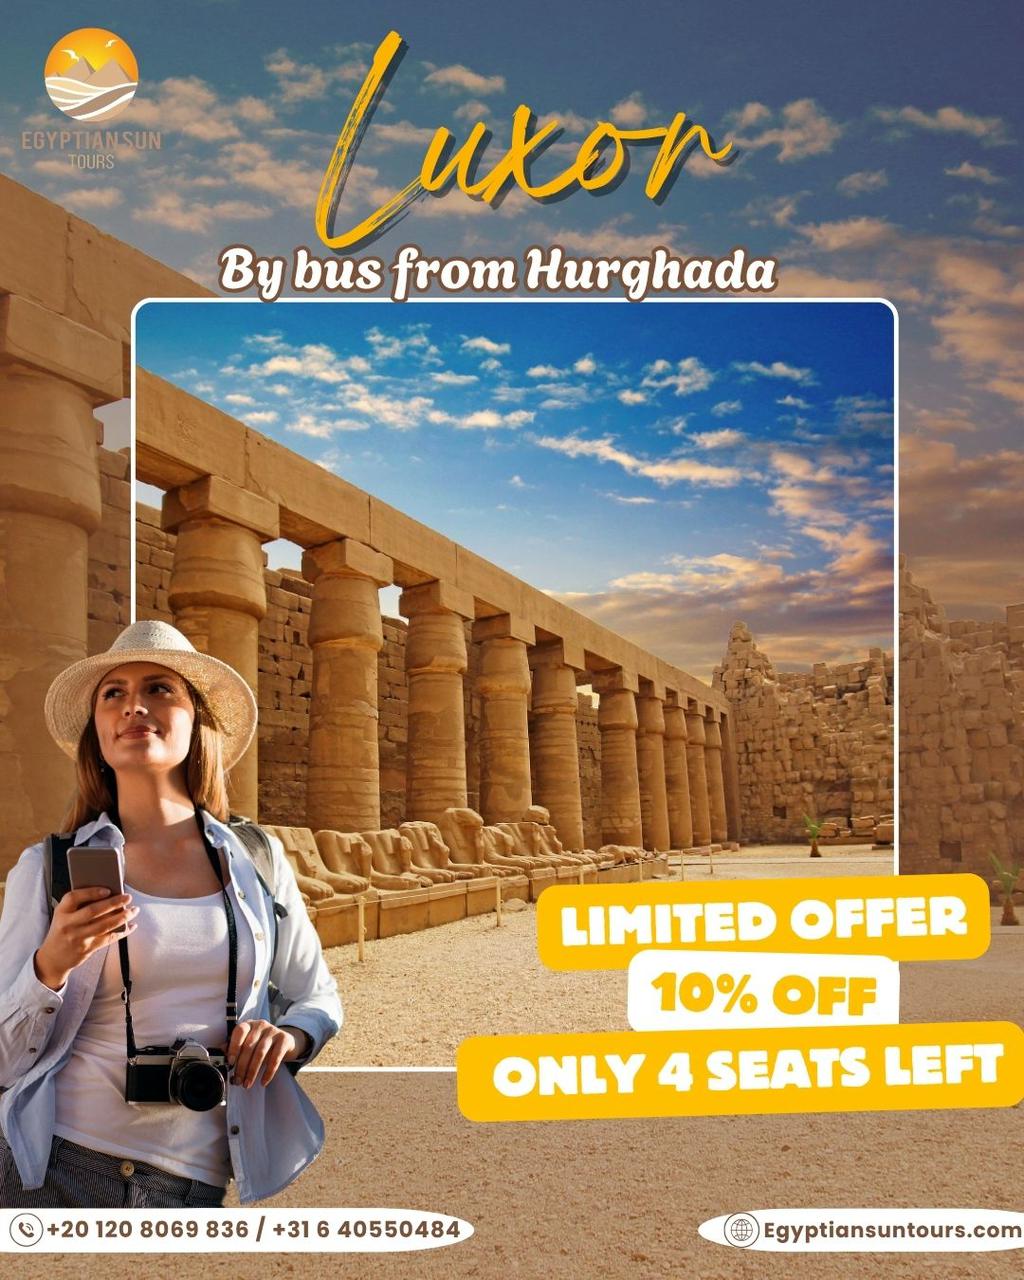 EGYPTIAN SUN
TOURS
Luxor
By bus from Hurghada
LIMITED OFFER
10% OFF
ONLY 4 SEATS LEFT
+20 120 8069 836 / +31 6 40550484
Egyptiansuntours.com